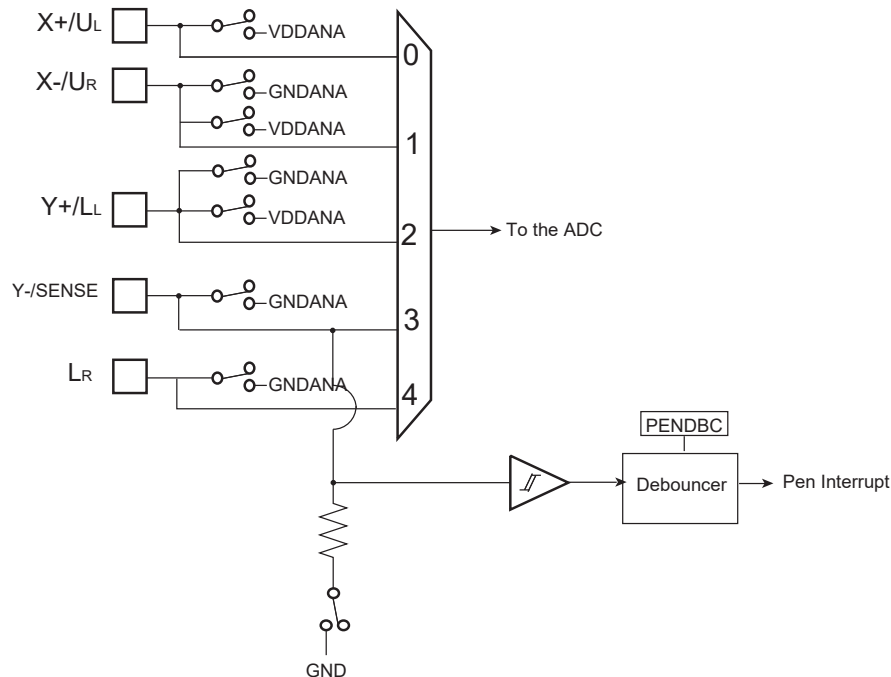 X+/UL
VDDANA
0
X-/UR
GNDANA
VDDANA
1
GNDANA
Y+/LL
VDDANA
2
To the ADC
Y-/SENSE
GNDANA
3
LR
GNDANA
4
PENDBC
Debouncer
Pen Interrupt
GND